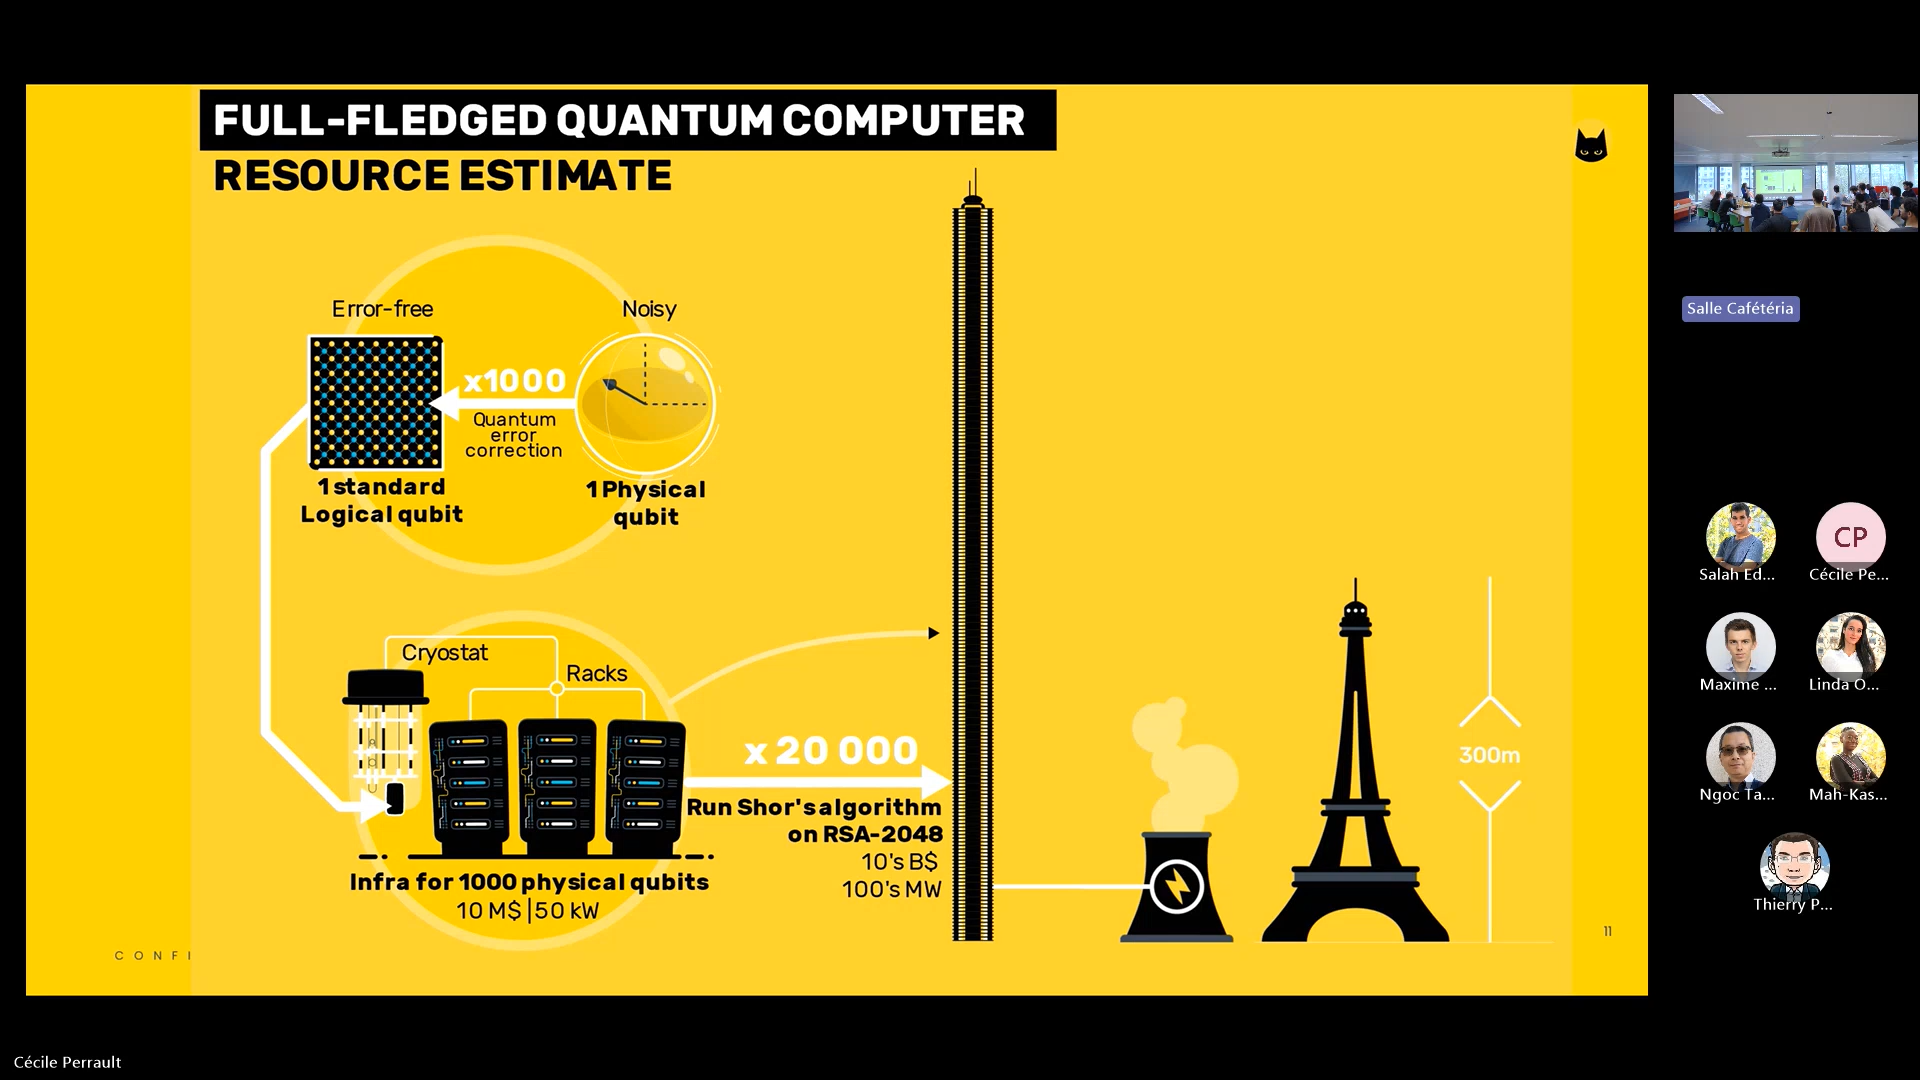 FULL-FLEDGED QUANTUM COMPUTER
RESOURCE ESTIMATE
Error-free
Noisy
x1000
Quantum
error
correction
1 standard
Logical qubit
1 Physical
qubit
Cryostat
Racks
x 20 000
Run Shor's algorithm
on RSA-2048
10's B$
100's MW
Infra for 1000 physical qubits
10 M$ | 50 kW
300m
CONFI
11
Salle Cafétéria
Salah Ed...
Cécile Pe...
CP
Maxime ...
Linda O...
Ngoc Ta...
Mah-Kas...
Thierry P...
Cécile Perrault